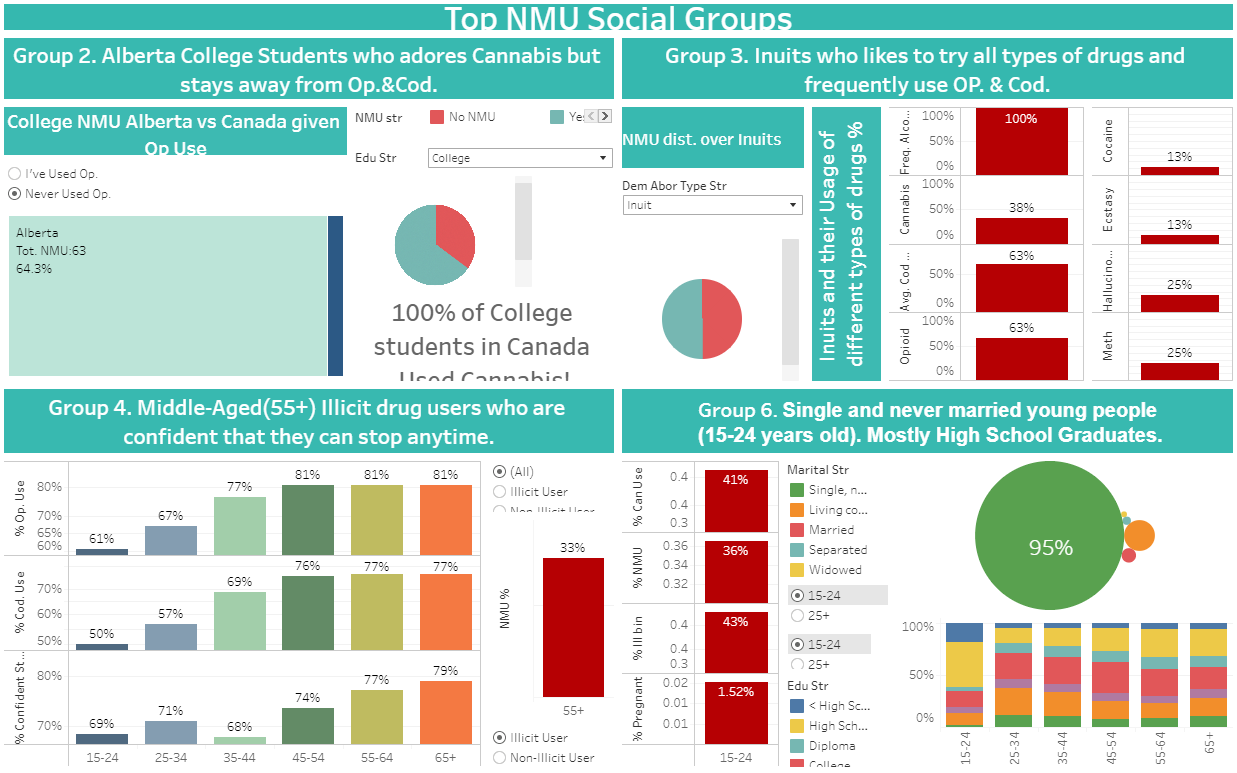 Top NMU Social Groups
Group 2. Alberta College Students who adores Cannabis but
stays away from Op.&Cod.
College NMU Alberta vs Canada given
Op Use
I've Used Op.
Never Used Op.
Alberta
Tot. NMU:63
64.3%
NMU str
No NMU
Yes
Edu Str
College
100% of College
students in Canada
Used Cannabis!
Group 3. Inuits who likes to try all types of drugs and
frequently use OP. & Cod.
NMU dist. over Inuits
Dem Abor Type Str
Inuit
Inuits and their Usage of
different types of drugs %
Freq. Alco...
100%
50%
0%
100%
Cannabis
100%
50%
0%
38%
Avg. Cod ...
50%
0%
63%
Opioid
100%
50%
0%
63%
Cocaine
13%
Ecstasy
13%
Hallucino...
25%
Meth
25%
Group 4. Middle-Aged(55+) Illicit drug users who are
confident that they can stop anytime.
% Op. Use
80%
70%
65%
60%
61%
67%
77%
81%
81%
81%
% Cod. Use
70%
60%
50%
50%
57%
69%
76%
77%
77%
% Confident St...
80%
70%
69%
71%
68%
74%
77%
79%
15-24
25-34
35-44
45-54
55-64
65+
(All)
Illicit User
Non-Illicit User
NMU %
33%
55+
Illicit User
Non-Illicit User
Group 6. Single and never married young people
(15-24 years old). Mostly High School Graduates.
% Can Use
0.4
0.4
0.3
41%
% NMU
0.36
0.34
0.32
36%
% Ill bin
0.4
0.4
0.3
43%
% Pregnant
0.02
0.01
0.01
1.52%
15-24
Marital Str
Single, n...
Living co...
Married
Separated
Widowed
15-24
25+
15-24
25+
Edu Str
< High Sc...
High Sch...
Diploma
College
95%
100%
50%
0%
15-24
25-34
35-44
45-54
55-64
65+